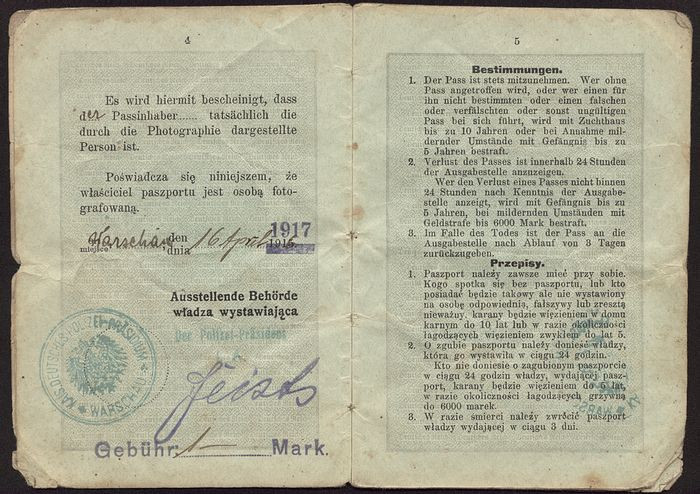 4
Es wird hiermit bescheinigt, dass
der Passinhaber...... tatsächlich die
durch die Photographie dargestellte
Person ist.
Poświadcza się niniejszem, że
właściciel paszportu jest osobą foto-
grafowaną.
Warschau, den 16 April 1917
miejsce dnia 1916.
Ausstellende Behörde
władza wystawiająca
Der Polizei-Präsident
KAIS. DEUTSCHES POLIZEI-PRÄSIDIUM
* WARSCHAU *
Gebühr: 1 Mark.
5
Bestimmungen.
1. Der Pass ist stets mitzunehmen. Wer ohne
Pass angetroffen wird, oder wer einen für
ihn nicht bestimmten oder einen falschen
oder verfälschten oder sonst ungültigen
Pass bei sich führt, wird mit Zuchthaus
bis zu 10 Jahren oder bei Annahme mil-
dernder Umstände mit Gefängnis bis zu
5 Jahren bestraft.
2. Verlust des Passes ist innerhalb 24 Stunden
der Ausgabestelle anzuzeigen.
Wer den Verlust eines Passes nicht binnen
24 Stunden nach Kenntnis der Ausgabe-
stelle anzeigt, wird mit Gefängnis bis zu
5 Jahren, bei mildernden Umständen mit
Geldstrafe bis 6000 Mark bestraft.
3. Im Falle des Todes ist der Pass an die
Ausgabestelle nach Ablauf von 3 Tagen
zurückzugeben.
Przepisy.
1. Paszport należy zawsze mieć przy sobie.
Kogo spotka się bez paszportu, lub kto
posiadać będzie takowy ale nie wystawiony
na osobę odpowiednią, fałszywy lub zresztą
nieważny, karany będzie więzieniem w domu
karnym do 10 lat lub w razie okoliczności
łagodzących więzieniem zwykłem do lat 5.
2. O zgubie paszportu należy donieść władzy,
która go wystawiła w ciągu 24 godzin.
Kto nie doniesie o zagubionym paszporcie
w ciągu 24 godzin władzy, wydającej pasz-
port, karany będzie więzieniem do 5 lat,
w razie okoliczności łagodzących grzywną
do 6000 marek.
3. W razie śmierci należy zwrócić paszport
władzy wydającej w ciągu 3 dni.